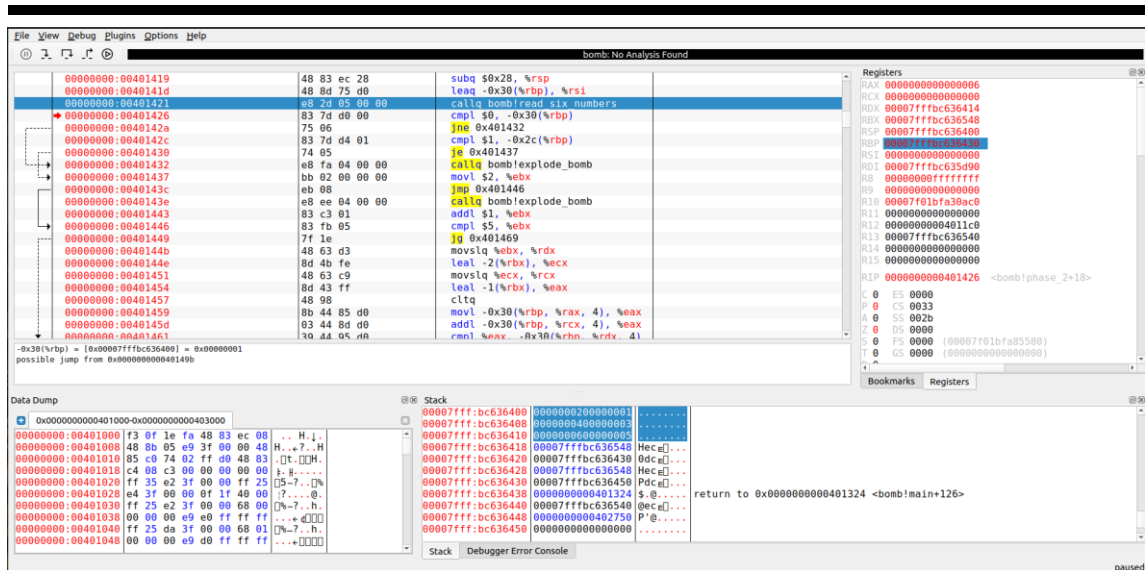 File View Debug Plugins Options Help
bomb: No Analysis Found
00000000:00401419 48 83 ec 28 subq $0x28, %rsp
00000000:0040141d 48 8d 75 d0 leaq -0x30(%rbp), %rsi
00000000:00401421 e8 2d 05 00 00 callq bomb!read_six_numbers
00000000:00401426 83 7d d0 00 cmpl $0, -0x30(%rbp)
00000000:0040142a 75 06 jne 0x401432
00000000:0040142c 83 7d d4 01 cmpl $1, -0x2c(%rbp)
00000000:00401430 74 05 je 0x401437
00000000:00401432 e8 fa 04 00 00 callq bomb!explode_bomb
00000000:00401437 bb 02 00 00 00 movl $2, %ebx
00000000:0040143c eb 08 jmp 0x401446
00000000:0040143e e8 ee 04 00 00 callq bomb!explode_bomb
00000000:00401443 83 c3 01 addl $1, %ebx
00000000:00401446 83 fb 05 cmpl $5, %ebx
00000000:00401449 7f 1e jg 0x401469
00000000:0040144b 48 63 d3 movslq %ebx, %rdx
00000000:0040144e 8d 4b fe leal -2(%rbx), %ecx
00000000:00401451 48 63 c9 movslq %ecx, %rcx
00000000:00401454 8d 43 ff leal -1(%rbx), %eax
00000000:00401457 48 98 cltq
00000000:00401459 8b 44 85 d0 movl -0x30(%rbp, %rax, 4), %eax
00000000:0040145d 03 44 8d d0 addl -0x30(%rbp, %rcx, 4), %eax
00000000:00401461 39 44 95 d0 cmpl %eax, -0x30(%rbp, %rdx, 4)
-0x30(%rbp) = [0x00007fffbc636400] = 0x00000001
possible jump from 0x000000000040149b
Registers
RAX 0000000000000006
RCX 0000000000000000
RDX 00007fffbc636414
RBX 00007fffbc636548
RSP 00007fffbc636400
RBP 00007fffbc636430
RSI 0000000000000000
RDI 00007fffbc635d90
R8 00000000ffffffff
R9 0000000000000000
R10 00007f01bfa30ac0
R11 0000000000000000
R12 00000000004011c0
R13 00007fffbc636540
R14 0000000000000000
R15 0000000000000000
RIP 0000000000401426 <bomb!phase_2+18>
C 0 ES 0000
P 0 CS 0033
A 0 SS 002b
Z 0 DS 0000
S 0 FS 0000 (00007f01bfa85580)
T 0 GS 0000 (0000000000000000)
Bookmarks Registers
Data Dump
0x0000000000401000-0x0000000000403000
00000000:00401000 f3 0f 1e fa 48 83 ec 08 .. H.
00000000:00401008 48 8b 05 e9 3f 00 00 48 H..?..H
00000000:00401010 85 c0 74 02 ff d0 48 83 .t. H.
00000000:00401018 c4 08 c3 00 00 00 00 00
00000000:00401020 ff 35 e2 3f 00 00 ff 25 5-?.. %
00000000:00401028 e4 3f 00 00 0f 1f 40 00 ?....@.
00000000:00401030 ff 25 e2 3f 00 00 68 00 %-?..h.
00000000:00401038 00 00 00 e9 e0 ff ff ff
00000000:00401040 ff 25 da 3f 00 00 68 01 %-?..h.
00000000:00401048 00 00 00 e9 d0 ff ff ff
Stack
00007fff:bc636400 0000000200000001 ........
00007fff:bc636408 0000000400000003 ........
00007fff:bc636410 0000000600000005 ........
00007fff:bc636418 00007fffbc636548 Hec...
00007fff:bc636420 00007fffbc636430 0dc...
00007fff:bc636428 00007fffbc636548 Hec...
00007fff:bc636430 00007fffbc636450 Pdc...
00007fff:bc636438 0000000000401324 $.@..... return to 0x0000000000401324 <bomb!main+126>
00007fff:bc636440 00007fffbc636540 @ec...
00007fff:bc636448 0000000000402750 P'@.....
00007fff:bc636450 0000000000000000 ........
Stack Debugger Error Console
paused